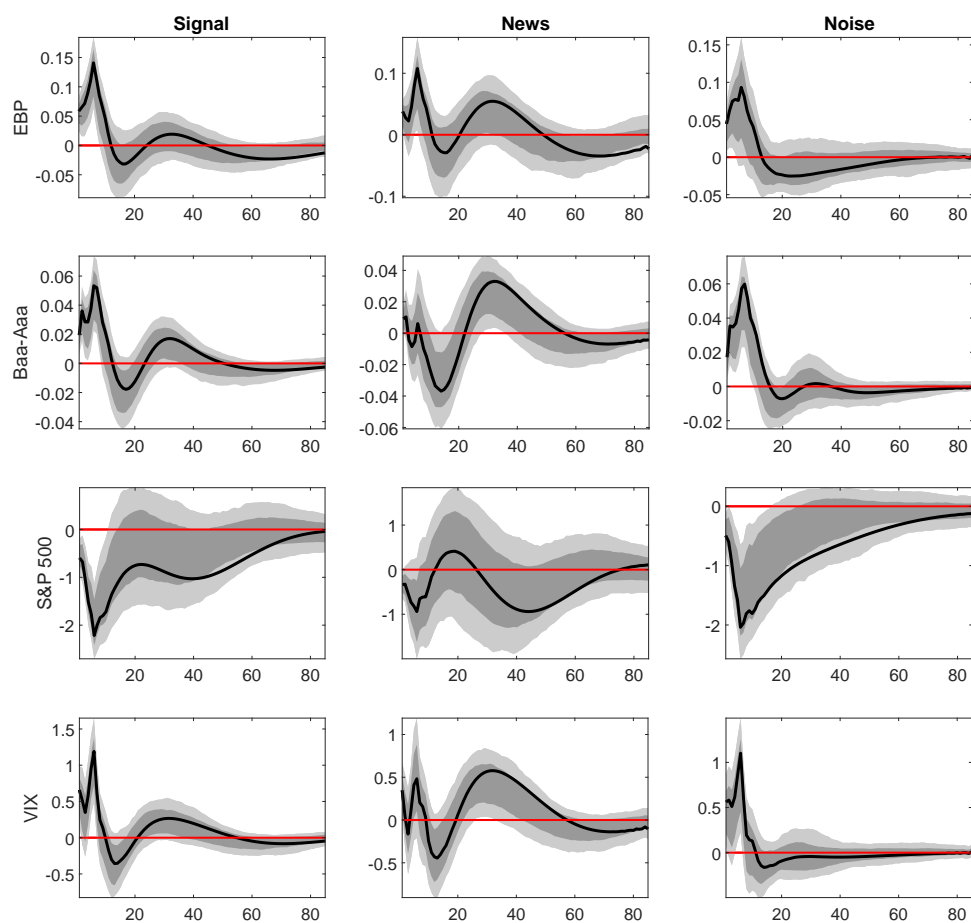 Signal News Noise
EBP
0.15 0.1 0.05 0 -0.05
0.1 0 -0.1
0.15 0.1 0.05 0 -0.05
20 40 60 80
20 40 60 80
20 40 60 80
Baa-Aaa
0.06 0.04 0.02 0 -0.02 -0.04
0.04 0.02 0 -0.02 -0.04 -0.06
0.06 0.04 0.02 0 -0.02
20 40 60 80
20 40 60 80
20 40 60 80
S&P 500
0 -1 -2
1 0 -1
0 -1 -2
20 40 60 80
20 40 60 80
20 40 60 80
VIX
1.5 1 0.5 0 -0.5
1 0.5 0 -0.5
1 0.5 0
20 40 60 80
20 40 60 80
20 40 60 80